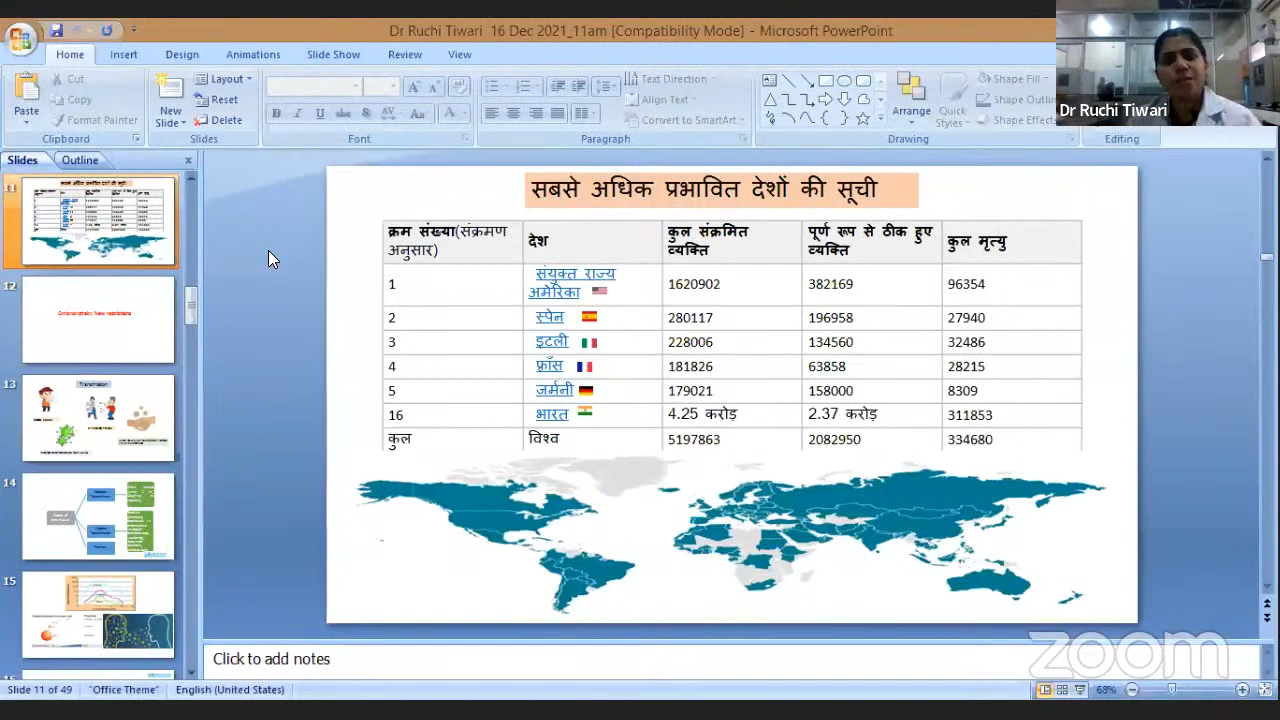 Dr Ruchi Tiwari 16 Dec 2021_11am [Compatibility Mode] - Microsoft PowerPoint
Home Insert Design Animations Slide Show Review View
Cut
Copy
Format Painter
Paste
Clipboard
New
Slide
Layout
Reset
Delete
Slides
Font
Text Direction
Align Text
Convert to SmartArt
Paragraph
Arrange
Quick
Styles
Shape Fill
Shape Outlin
Shape Effects
Drawing
Editing
Dr Ruchi Tiwari
Slides Outline
11
12
Omicron strain: New restrictions
13
Transmission
14
15
सबसे अधिक प्रभावित देशों की सूची
क्रम संख्या(संक्रमण अनुसार) देश कुल संक्रमित व्यक्ति पूर्ण रूप से ठीक हुए व्यक्ति कुल मृत्यु
1 संयुक्त राज्य अमेरिका 1620902 382169 96354
2 स्पेन 280117 196958 27940
3 इटली 228006 134560 32486
4 फ्राँस 181826 63858 28215
5 जर्मनी 179021 158000 8309
16 भारत 4.25 करोड़ 2.37 करोड़ 311853
कुल विश्व 5197863 2082950 334680
Click to add notes
zoom
Slide 11 of 49 "Office Theme" English (United States) 68%